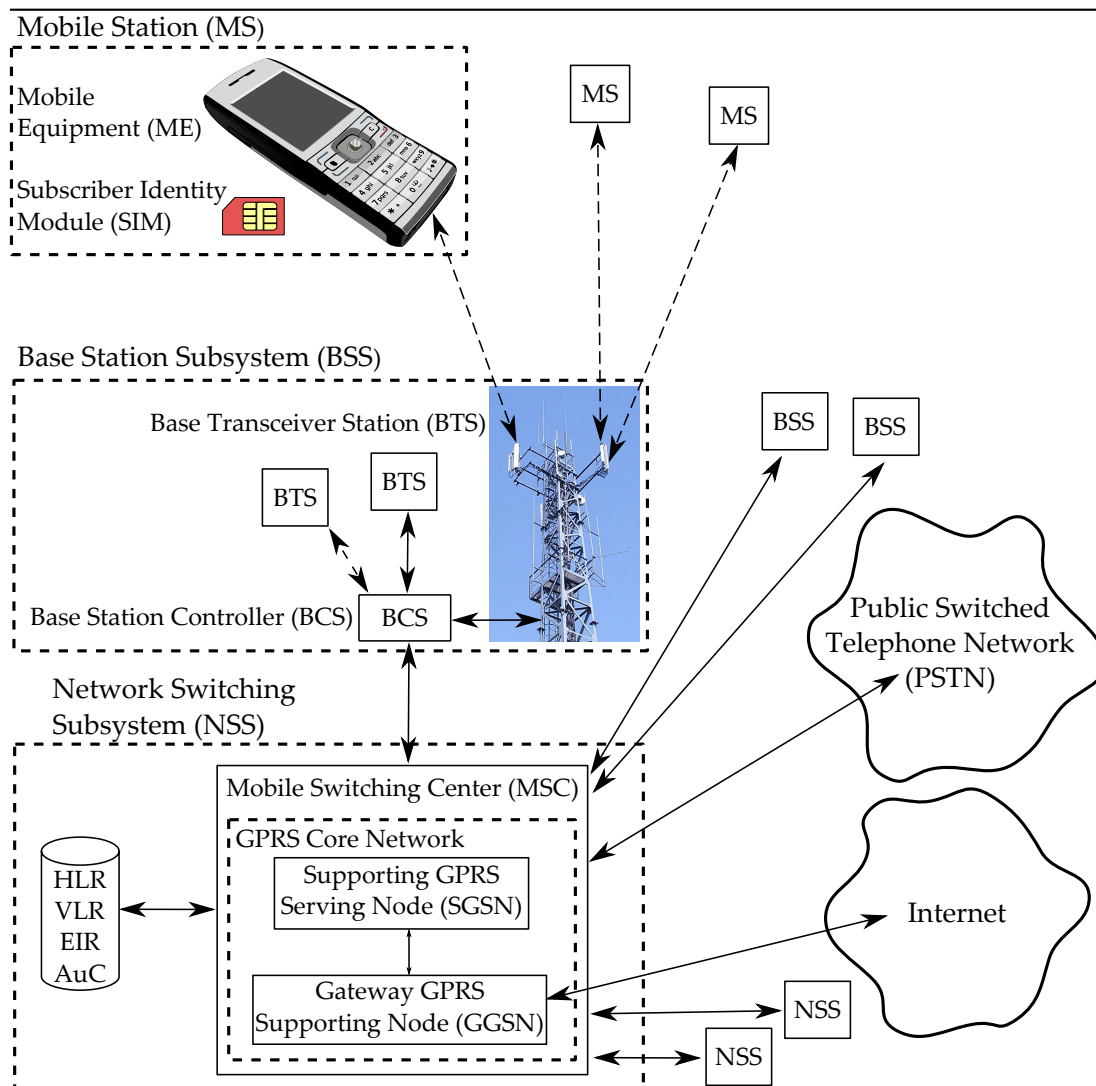 Mobile Station (MS)
Mobile
Equipment (ME)
Subscriber Identity
Module (SIM)
MS
MS
Base Station Subsystem (BSS)
Base Transceiver Station (BTS)
BTS
BTS
Base Station Controller (BCS)
BCS
BSS
BSS
Public Switched
Telephone Network
(PSTN)
Network Switching
Subsystem (NSS)
Mobile Switching Center (MSC)
GPRS Core Network
Supporting GPRS
Serving Node (SGSN)
Gateway GPRS
Supporting Node (GGSN)
HLR
VLR
EIR
AuC
Internet
NSS
NSS